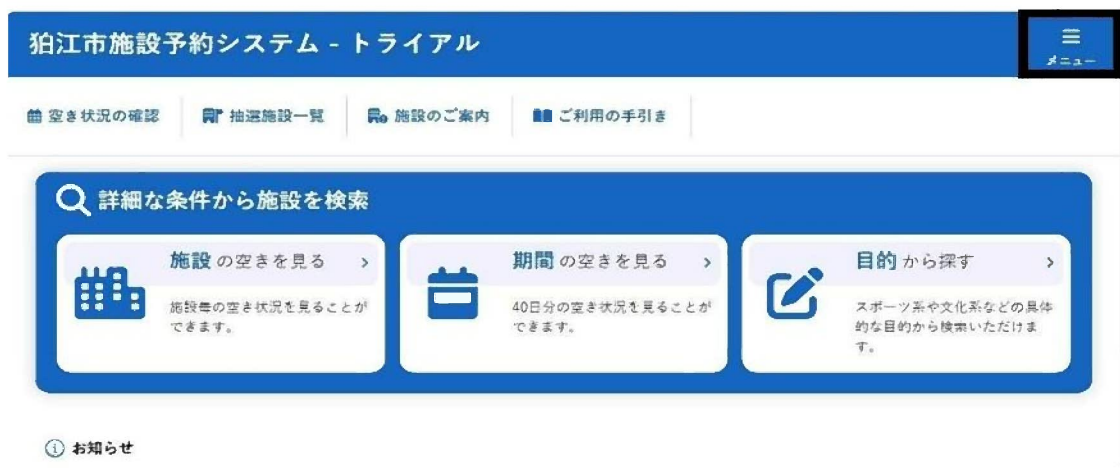 狛江市施設予約システム - トライアル
メニュー
空き状況の確認
抽選施設一覧
施設のご案内
ご利用の手引き
詳細な条件から施設を検索
施設 の空きを見る
施設毎の空き状況を見ることが
できます。
期間 の空きを見る
40日分の空き状況を見ることが
できます。
目的 から探す
スポーツ系や文化系などの具体
的な目的から検索いただけま
す。
お知らせ